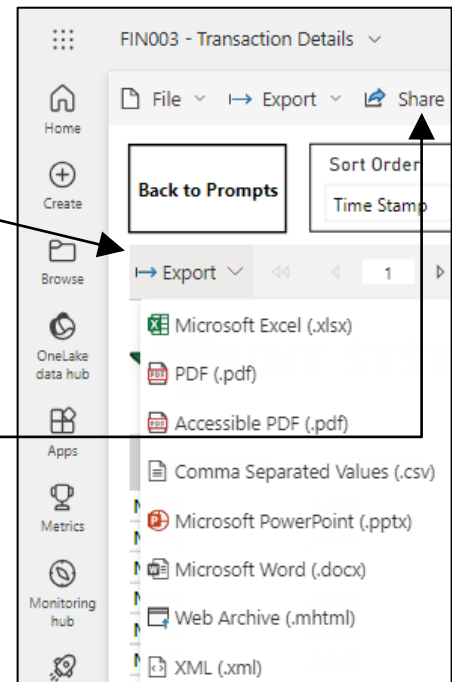 FIN003 - Transaction Details
File Export Share
Home
Create
Browse
OneLake
data hub
Apps
Metrics
Monitoring
hub
Back to Prompts
Sort Order
Time Stamp
Export 1
Microsoft Excel (.xlsx)
PDF (.pdf)
Accessible PDF (.pdf)
Comma Separated Values (.csv)
Microsoft PowerPoint (.pptx)
Microsoft Word (.docx)
Web Archive (.mhtml)
XML (.xml)